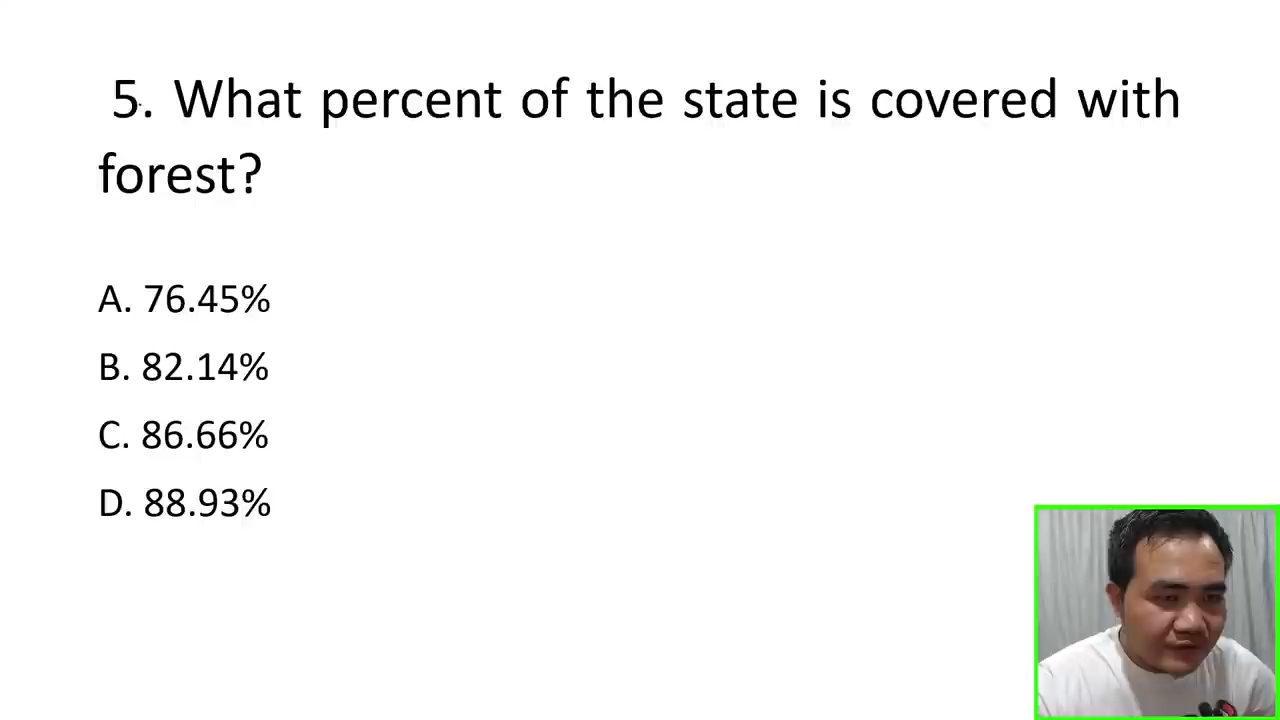 5. What percent of the state is covered with
forest?
A. 76.45%
B. 82.14%
C. 86.66%
D. 88.93%